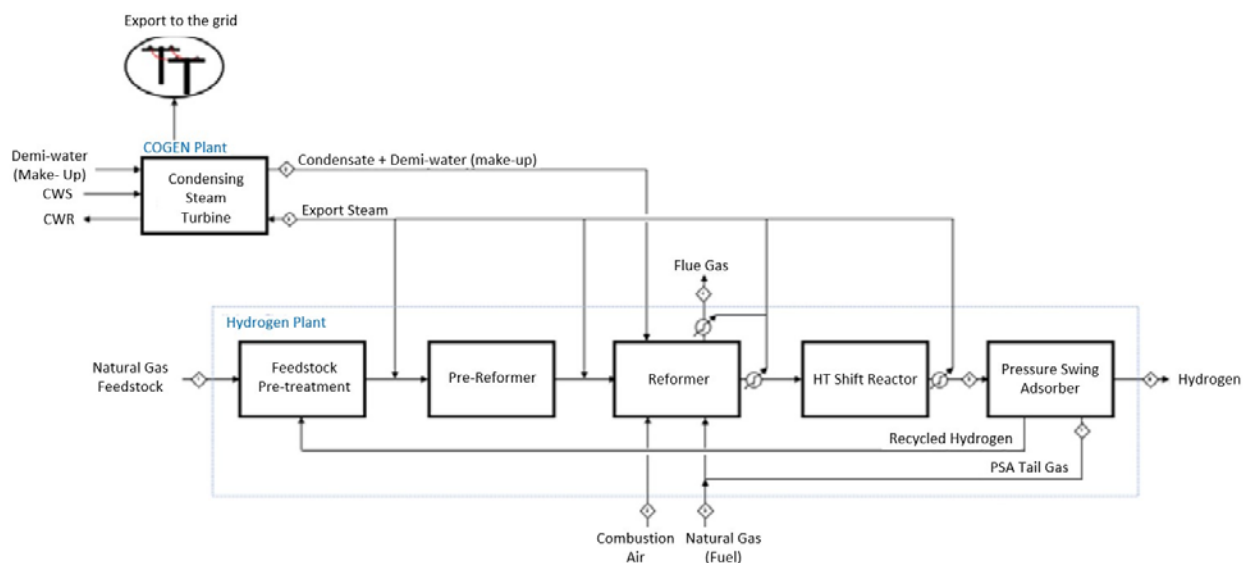 Export to the grid
COGEN Plant
Demi-water
(Make- Up)
CWS
CWR
Condensing
Steam
Turbine
Condensate + Demi-water (make-up)
Export Steam
Flue Gas
Hydrogen Plant
Natural Gas
Feedstock
Feedstock
Pre-treatment
Pre-Reformer
Reformer
HT Shift Reactor
Pressure Swing
Adsorber
Hydrogen
Recycled Hydrogen
PSA Tail Gas
Combustion
Air
Natural Gas
(Fuel)